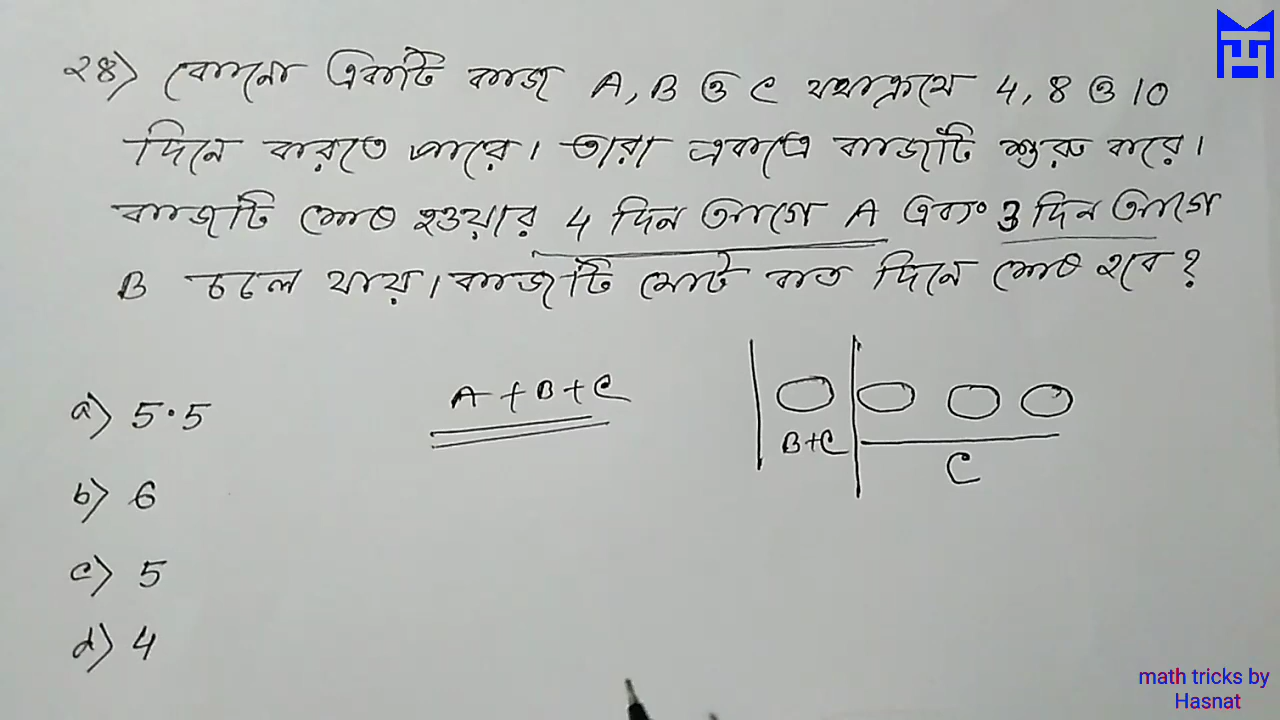 ২৪) কোনো একটি কাজ A, B ও C যথাক্রমে 4, 8 ও 10
দিনে করতে পারে। তারা একত্রে কাজটি শুরু করে।
কাজটি শেষ হওয়ার 4 দিন আগে A এবং 3 দিন আগে
B চলে যায়। কাজটি মোট কত দিনে শেষ হবে?
a) 5.5
b) 6
c) 5
d) 4
A + B + C
B+C
C
math tricks by
Hasnat